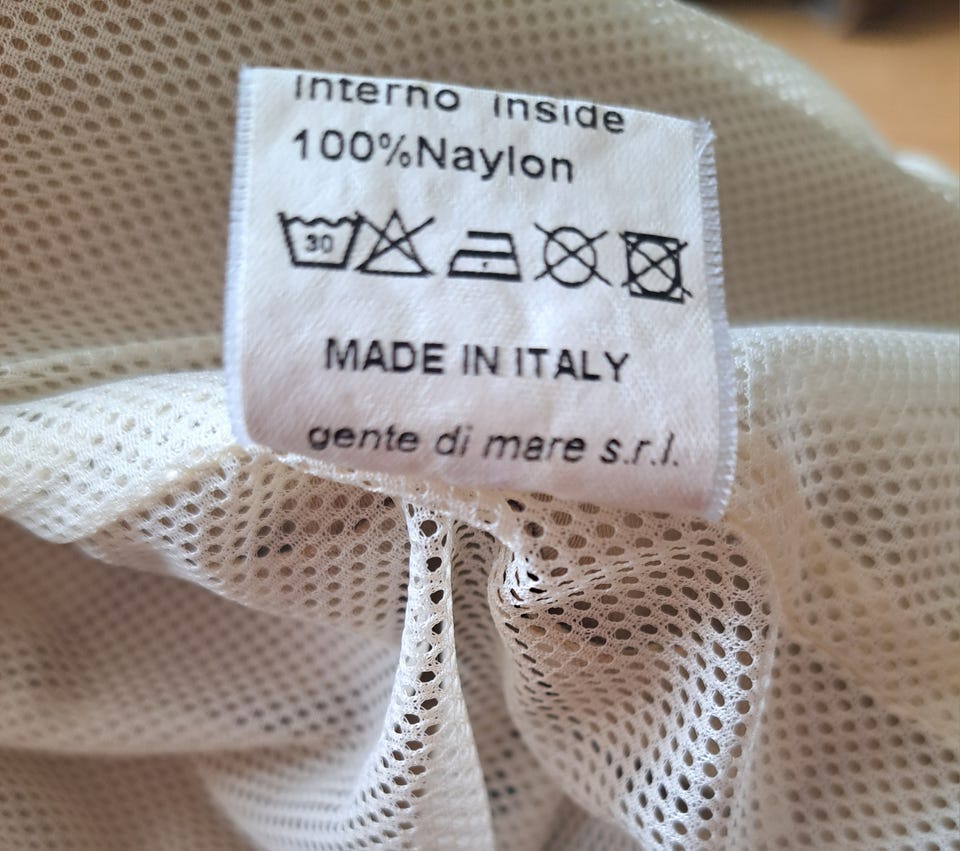 Interno inside
100%Naylon
30
MADE IN ITALY
gente di mare s.r.l.